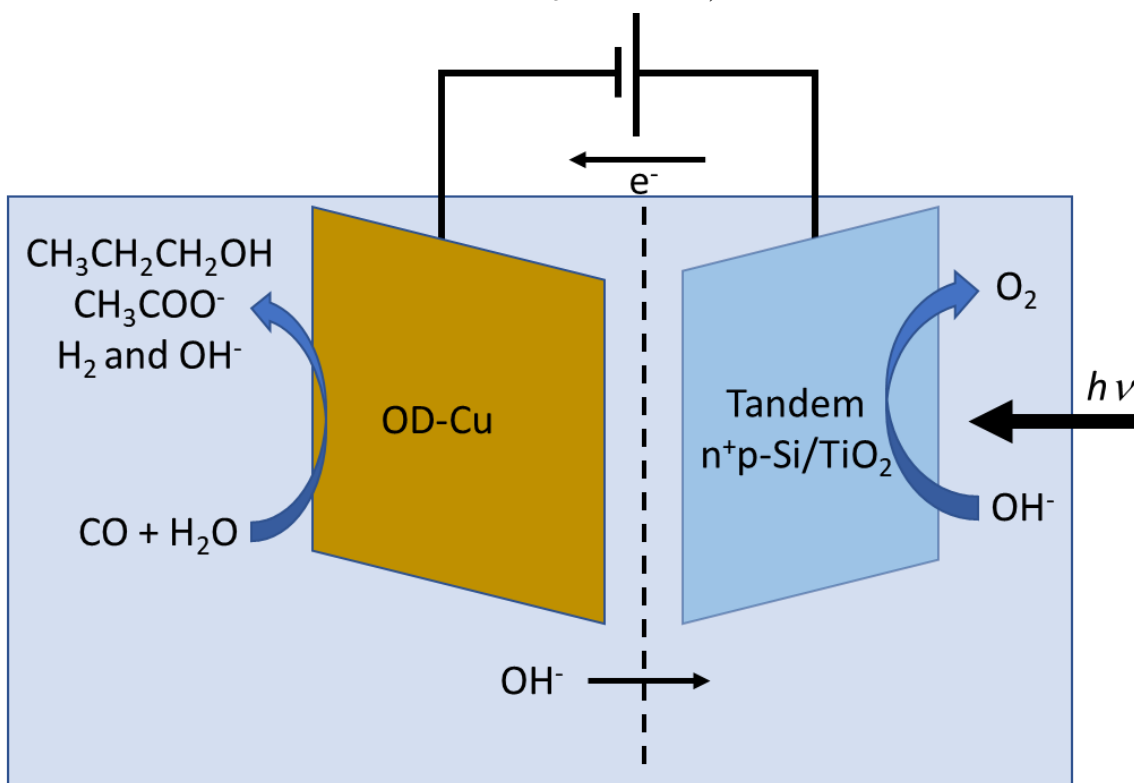 e⁻
CH₃CH₂CH₂OH
CH₃COO⁻
H₂ and OH⁻
CO + H₂O
OD-Cu
Tandem
n⁺p-Si/TiO₂
O₂
OH⁻
hν
OH⁻